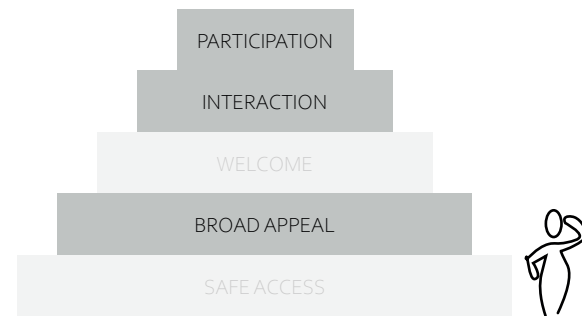 PARTICIPATION
INTERACTION
WELCOME
BROAD APPEAL
SAFE ACCESS